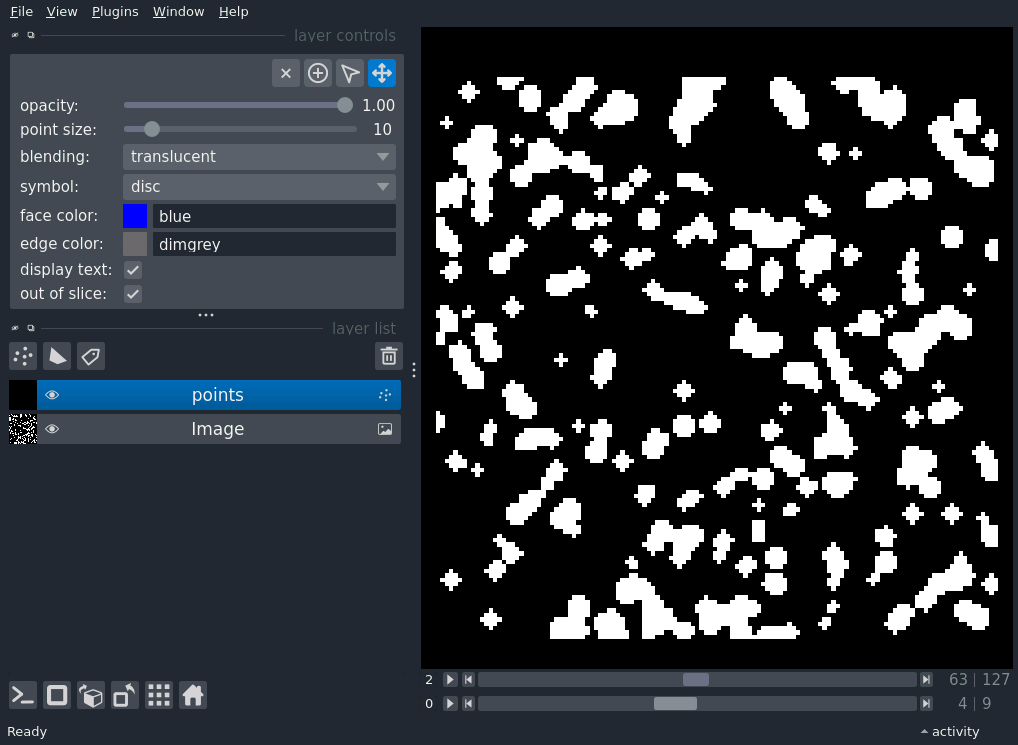 File View Plugins Window Help
layer controls
opacity: 1.00
point size: 10
blending: translucent
symbol: disc
face color: blue
edge color: dimgrey
display text:
out of slice:
layer list
points
Image
2 63 | 127
0 4 | 9
Ready activity